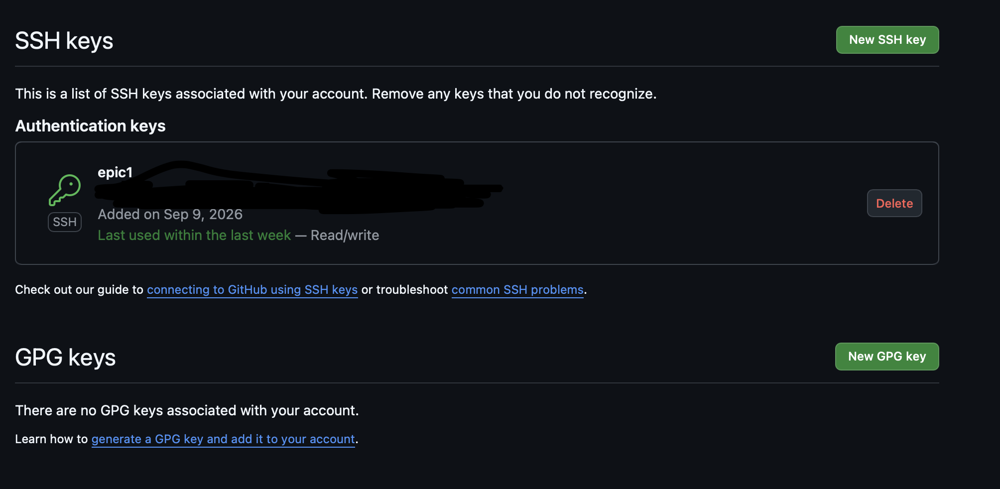 SSH keys
New SSH key
This is a list of SSH keys associated with your account. Remove any keys that you do not recognize.
Authentication keys
epic1
SSH
Added on Sep 9, 2026
Last used within the last week — Read/write
Delete
Check out our guide to connecting to GitHub using SSH keys or troubleshoot common SSH problems.
GPG keys
New GPG key
There are no GPG keys associated with your account.
Learn how to generate a GPG key and add it to your account.